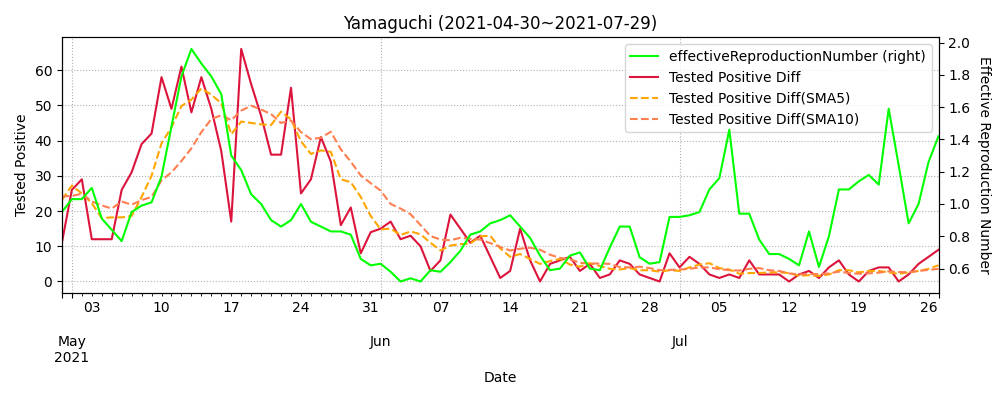 Yamaguchi (2021-04-30~2021-07-29)
effectiveReproductionNumber (right)
Tested Positive Diff
Tested Positive Diff(SMA5)
Tested Positive Diff(SMA10)
Tested Positive
60
50
40
30
20
10
0
2.0
1.8
1.6
1.4
1.2
1.0
0.8
0.6
Effective Reproduction Number
03 10 17 24 31 07 14 21 28 05 12 19 26
May Jun Jul
2021
Date